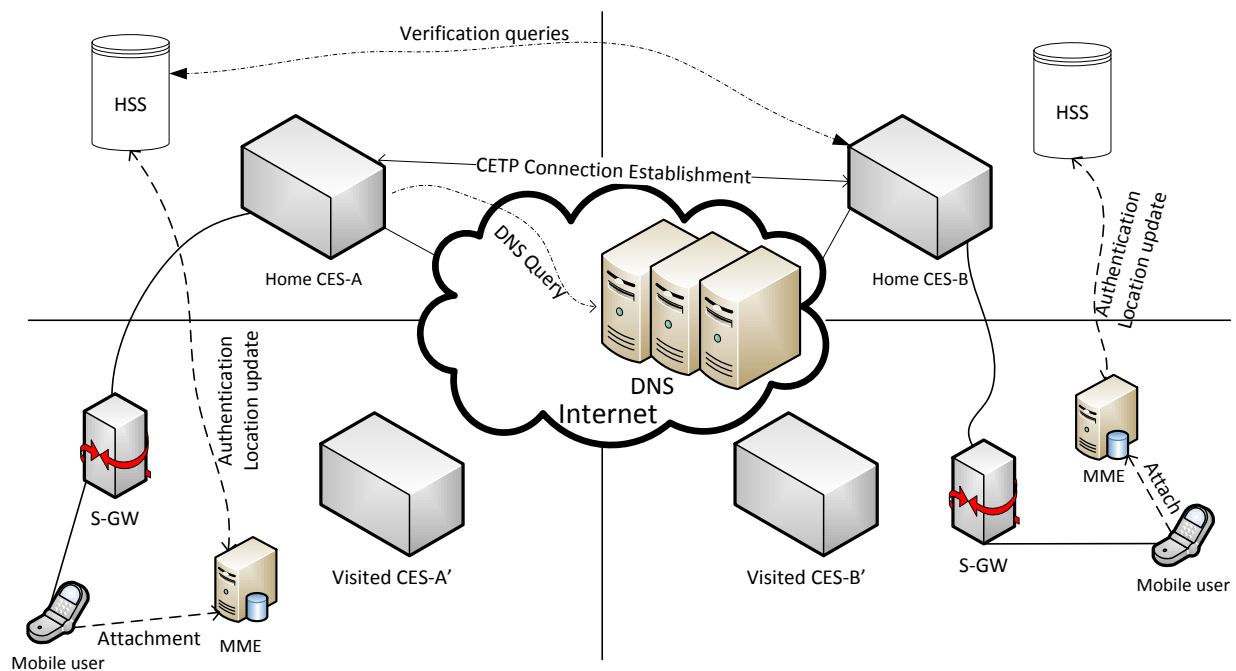 Verification queries
HSS
HSS
CETP Connection Establishment
Home CES-A
DNS Query
Home CES-B
Authentication
Location update
DNS
Internet
Authentication
Location update
S-GW
MME
Attach
Visited CES-A’
Visited CES-B’
S-GW
Mobile user
Attachment
MME
Mobile user